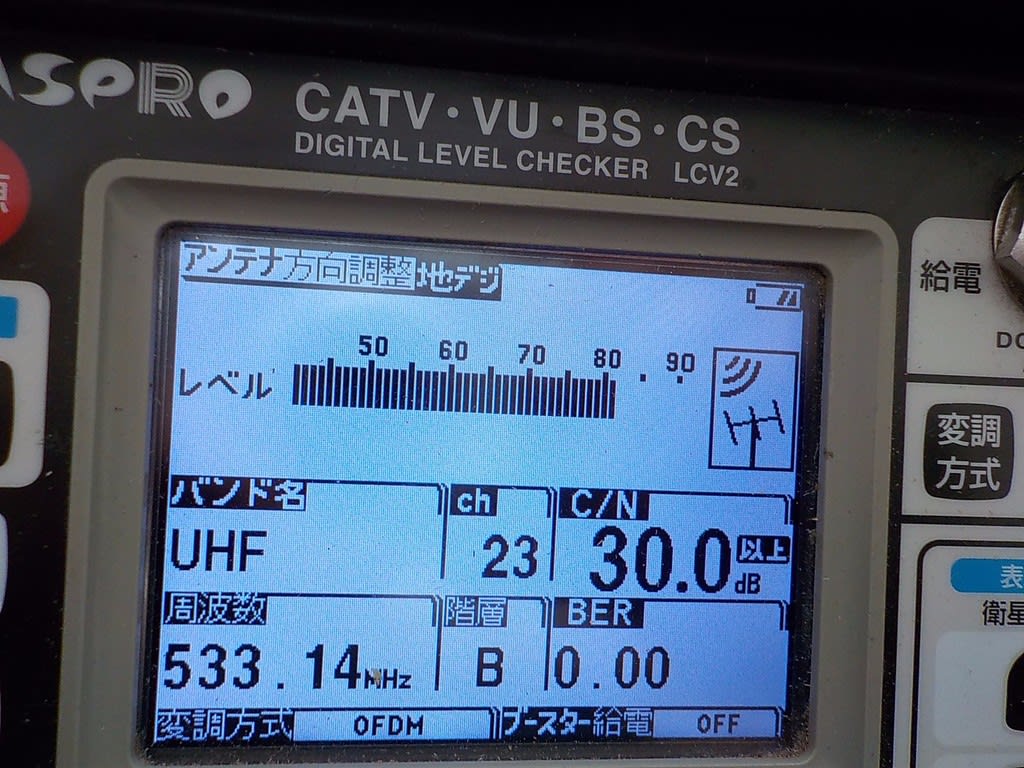 ASPRO
CATV・VU・BS・CS
DIGITAL LEVEL CHECKER LCV2
アンテナ方向調整地デジ
50 60 70 80 90
レベル
バンド名 ch C/N
UHF 23 30.0以上dB
周波数 階層 BER
533.14MHz B 0.00
変調方式 OFDM ブースター給電 OFF
給電
変調
方式